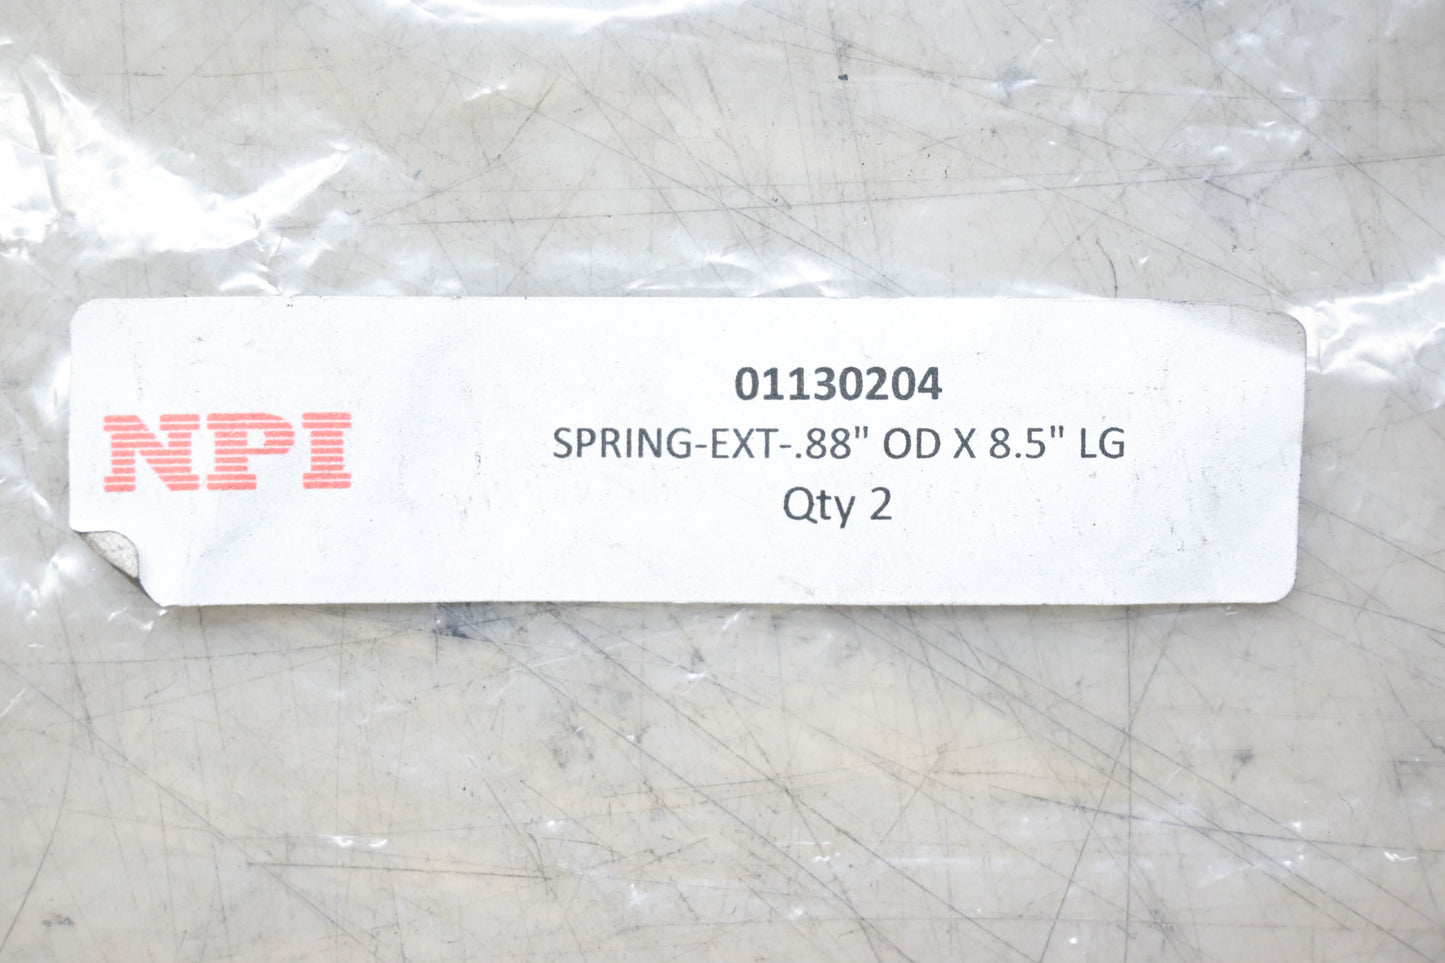 NPI
01130204
SPRING-EXT-.88" OD X 8.5" LG
Qty 2